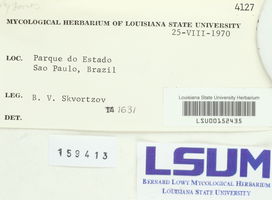 4127
MYCOLOGICAL HERBARIUM OF LOUISIANA STATE UNIVERSITY
25-VIII-1970
LOC. Parque do Estado
Sao Paulo, Brazil
LEG. B. V. Skvortzov
1631
DET.
Louisiana State University Herbarium
LSU00152435
159413
LSUM
BERNARD LOWY MYCOLOGICAL HERBARIUM
LOUISIANA STATE UNIVERSITY